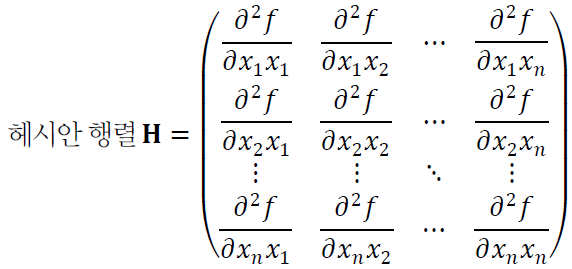 헤시안 행렬 𝐇 = 
∂²f/∂x₁x₁ ∂²f/∂x₁x₂ ⋯ ∂²f/∂x₁xₙ
∂²f/∂x₂x₁ ∂²f/∂x₂x₂ ⋯ ∂²f/∂x₂xₙ
⋮ ⋮ ⋱ ⋮
∂²f/∂xₙx₁ ∂²f/∂xₙx₂ ⋯ ∂²f/∂xₙxₙ